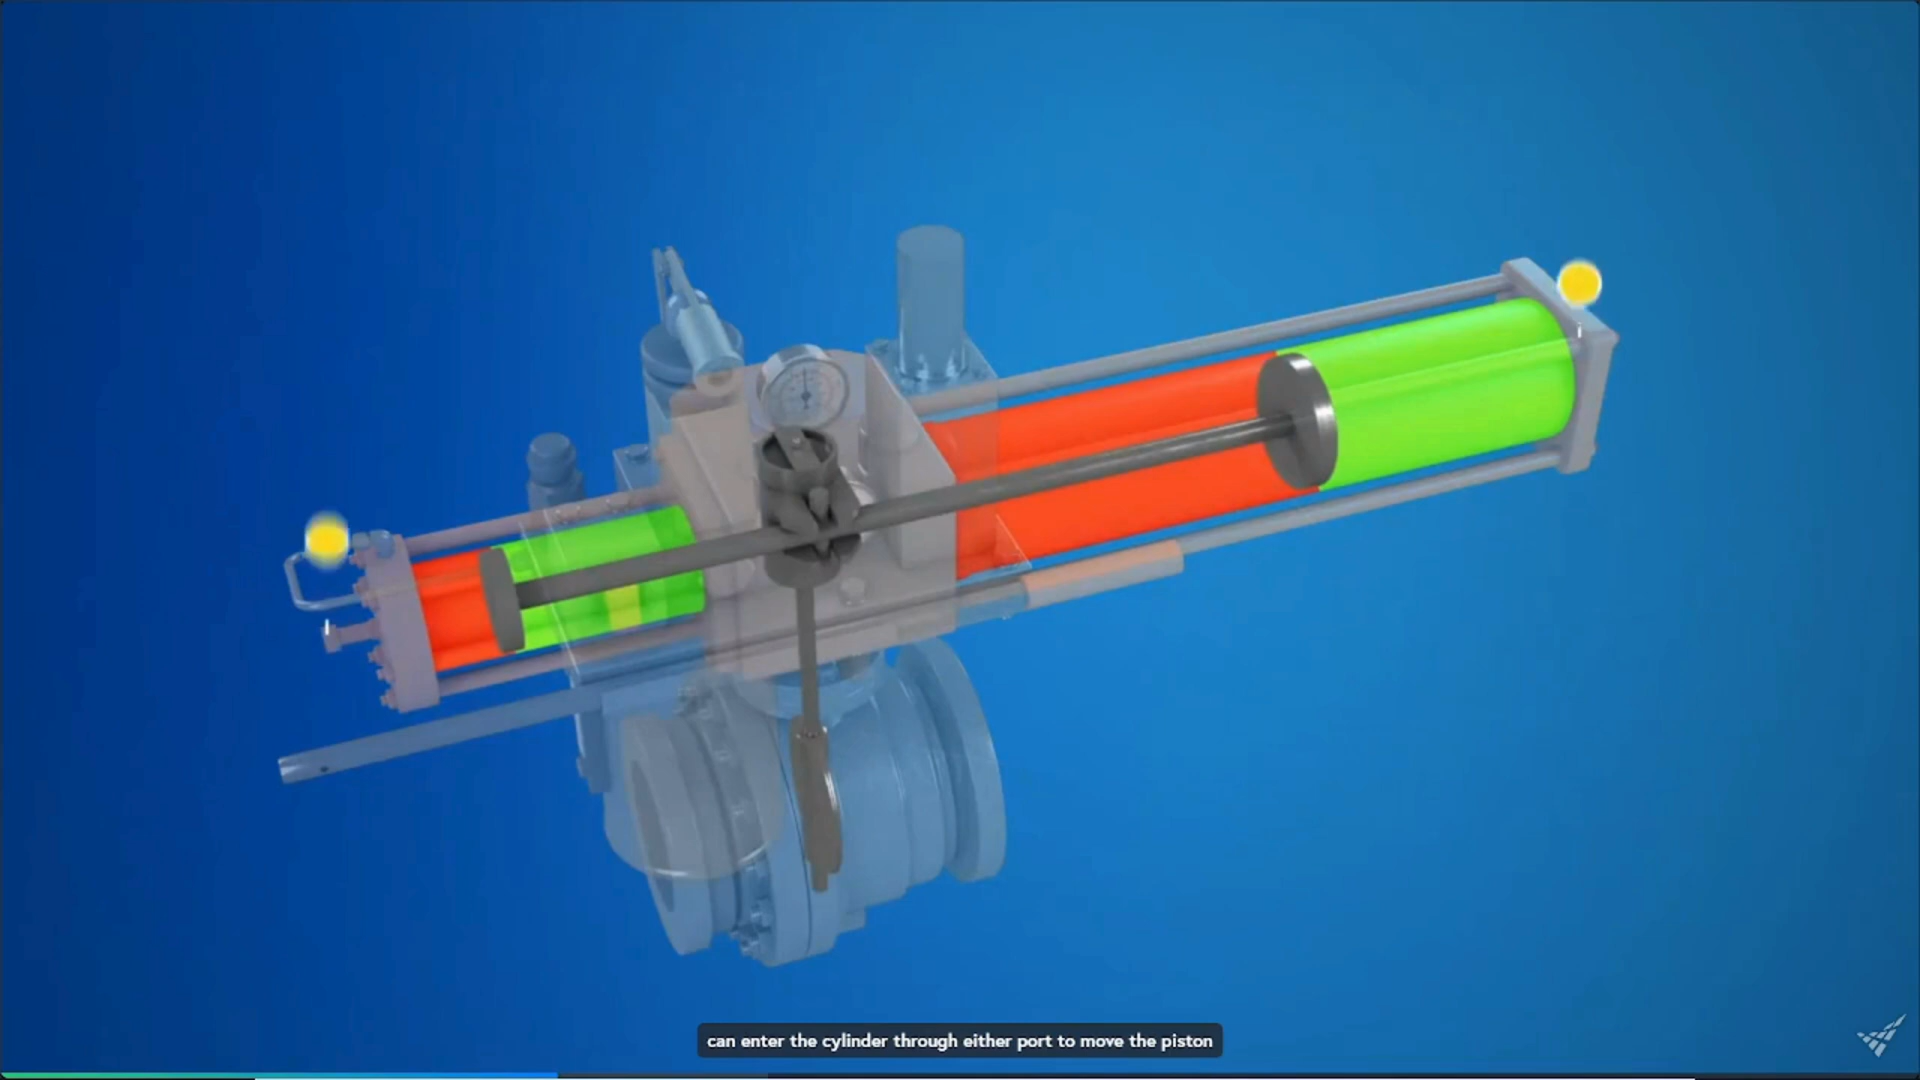 can enter the cylinder through either port to move the piston